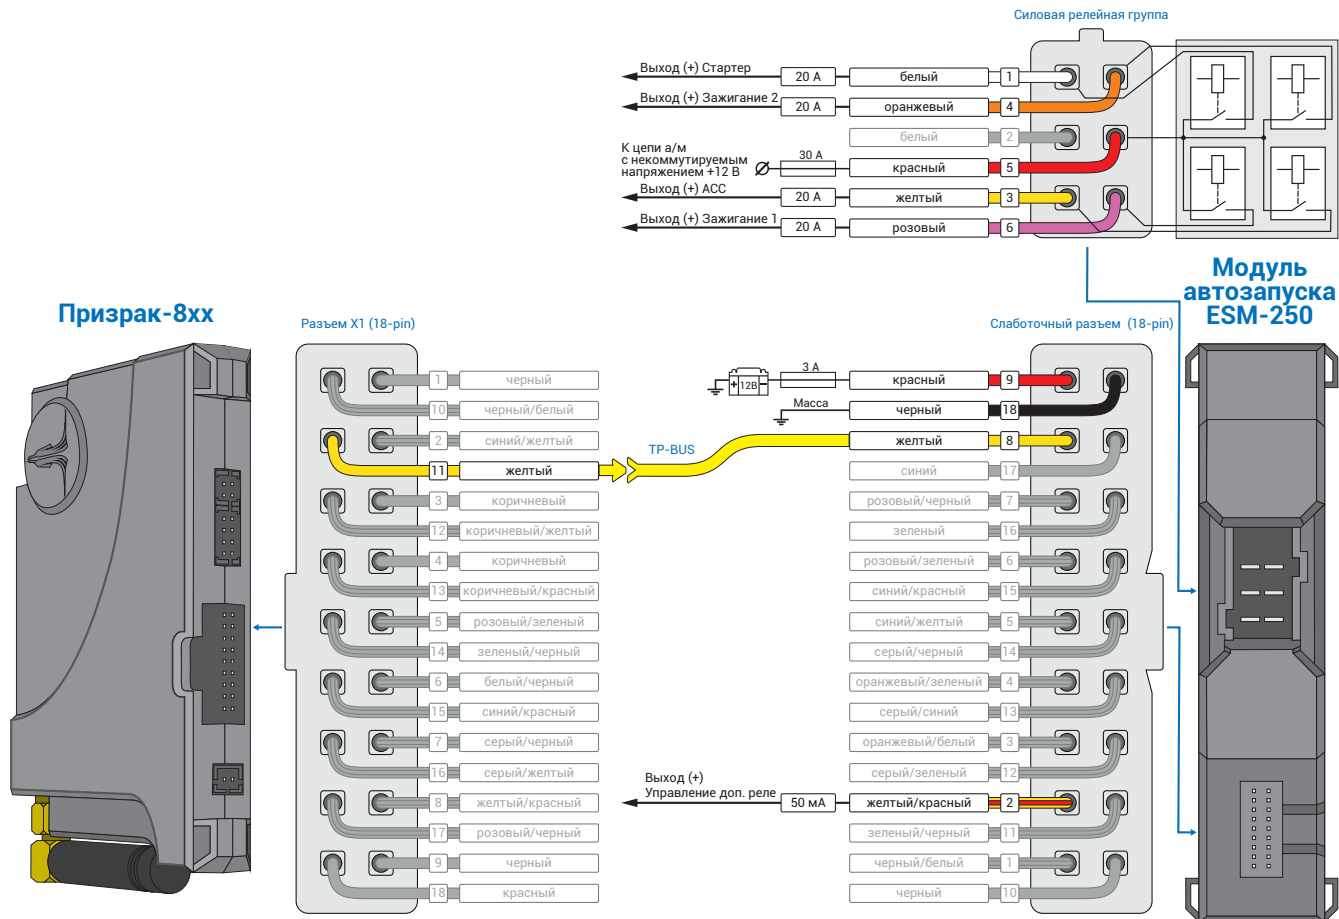 Силовая релейная группа
Выход (+) Стартер
20 А
белый
1
Выход (+) Зажигание 2
20 А
оранжевый
4
белый
2
К цепи а/м
с некоммутируемым
напряжением +12 В
30 А
красный
5
Выход (+) АСС
20 А
желтый
3
Выход (+) Зажигание 1
20 А
розовый
6
Модуль
автозапуска
ESM-250
Призрак-8xx
Разъем X1 (18-pin)
1
черный
10
черный/белый
2
синий/желтый
11
желтый
3
коричневый
12
коричневый/желтый
4
коричневый
13
коричневый/красный
5
розовый/зеленый
14
зеленый/черный
6
белый/черный
15
синий/красный
7
серый/черный
16
серый/желтый
8
желтый/красный
17
розовый/черный
9
черный
18
красный
TP-BUS
Слаботочный разъем (18-pin)
+12В−
3 А
красный
9
Масса
черный
18
желтый
8
синий
17
розовый/черный
7
зеленый
16
розовый/зеленый
6
синий/красный
15
синий/желтый
5
серый/черный
14
оранжевый/зеленый
4
серый/синий
13
оранжевый/белый
3
серый/зеленый
12
Выход (+)
Управление доп. реле
50 мА
желтый/красный
2
зеленый/черный
11
черный/белый
1
черный
10